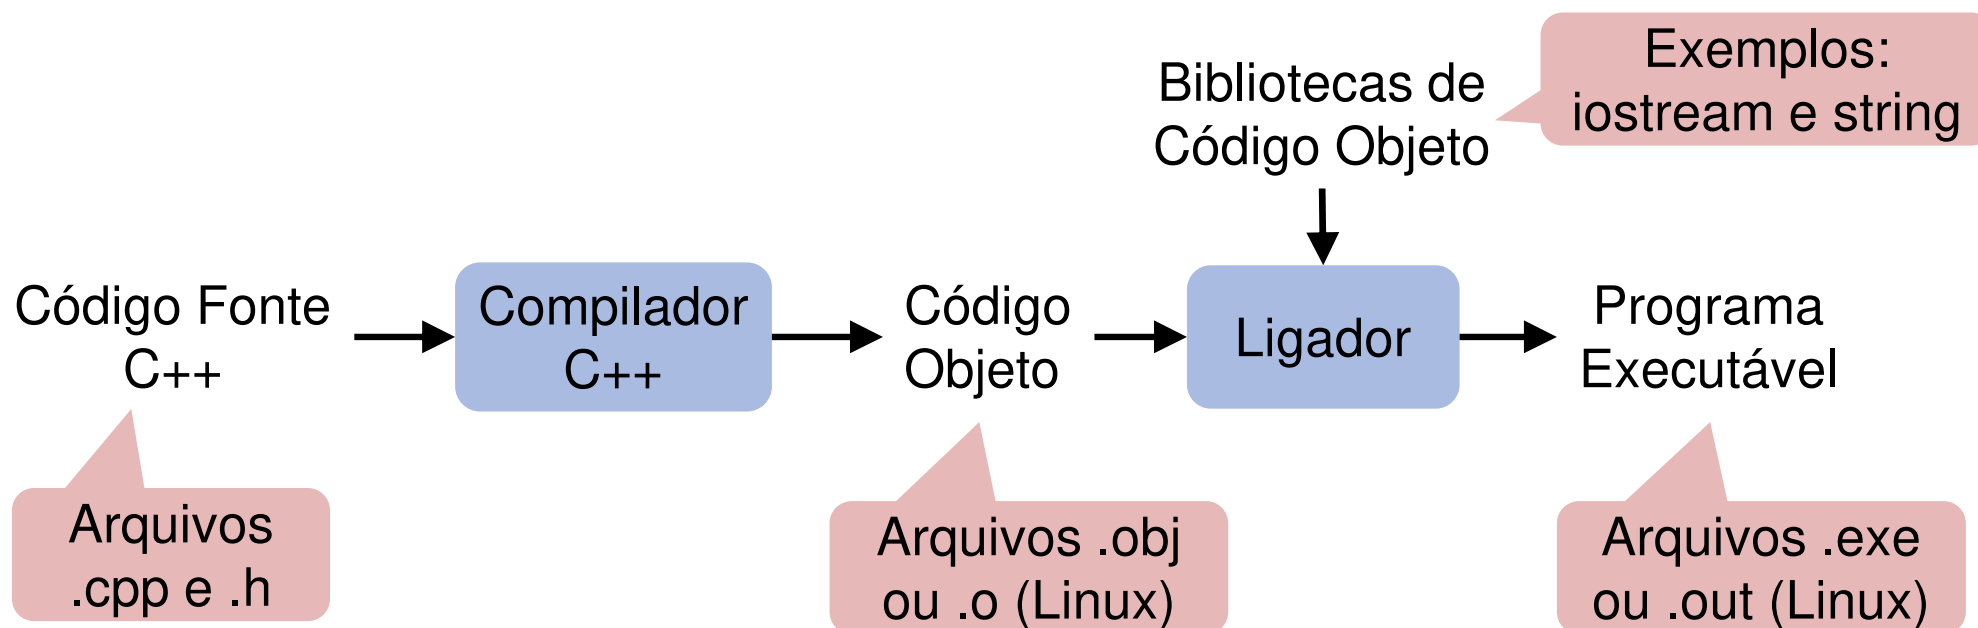 Exemplos:
iostream e string
Bibliotecas de
Código Objeto
Código Fonte
C++
Compilador
C++
Código
Objeto
Ligador
Programa
Executável
Arquivos
.cpp e .h
Arquivos .obj
ou .o (Linux)
Arquivos .exe
ou .out (Linux)